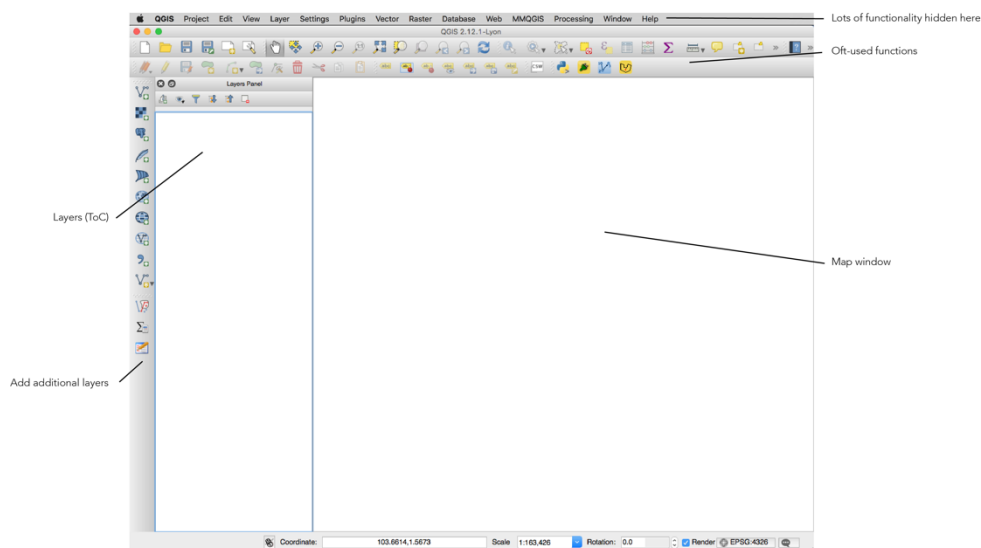 QGIS Project Edit View Layer Settings Plugins Vector Raster Database Web MMQGIS Processing Window Help
Lots of functionality hidden here
QGIS 2.12.1-Lyon
Oft-used functions
CSW
Layers Panel
Layers (ToC)
Map window
Add additional layers
Coordinate: 103.6614,1.5673 Scale 1:163,426 Rotation: 0.0 Render EPSG:4326